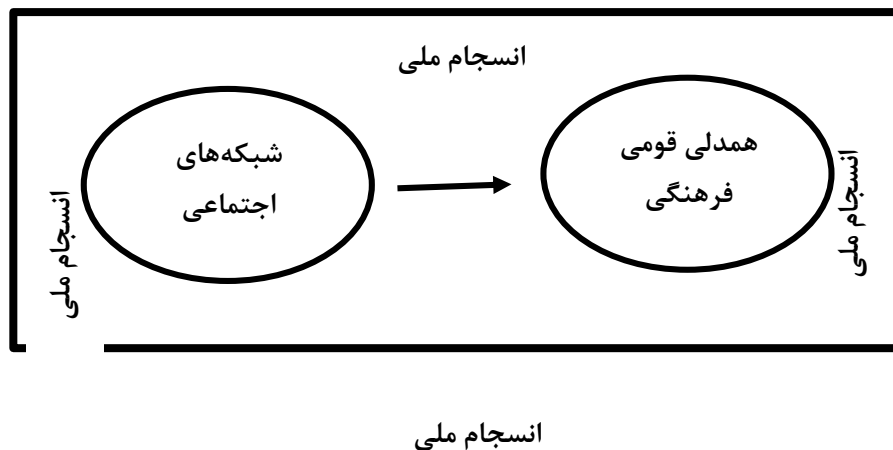 انسجام ملی
همدلی قومی
فرهنگی
شبکه‌های
اجتماعی
انسجام ملی
انسجام ملی
انسجام ملی